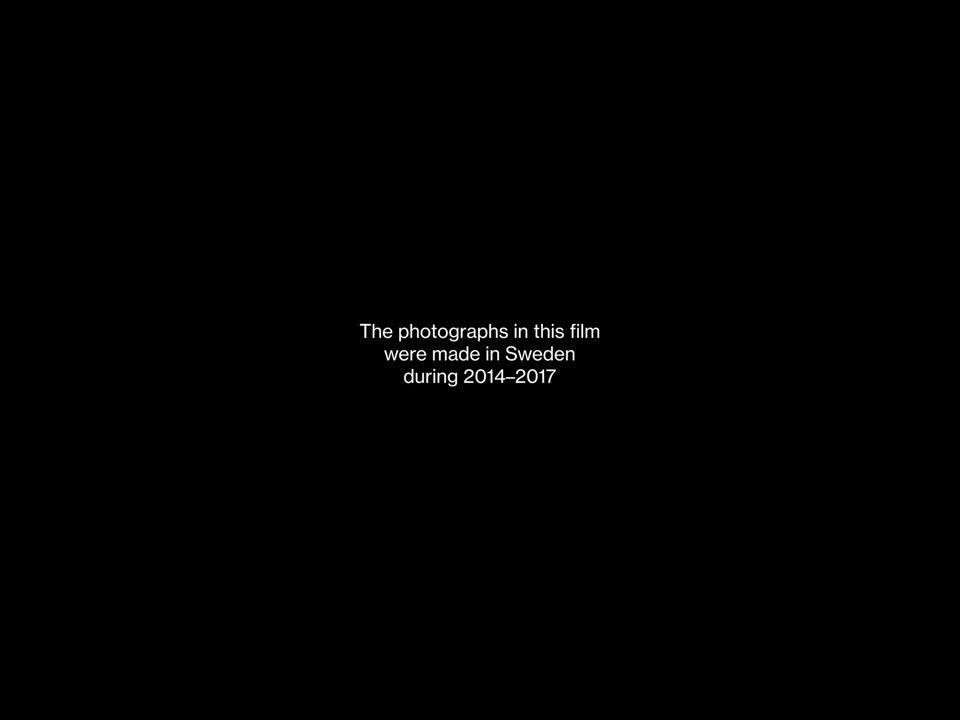 The photographs in this film
were made in Sweden
during 2014–2017